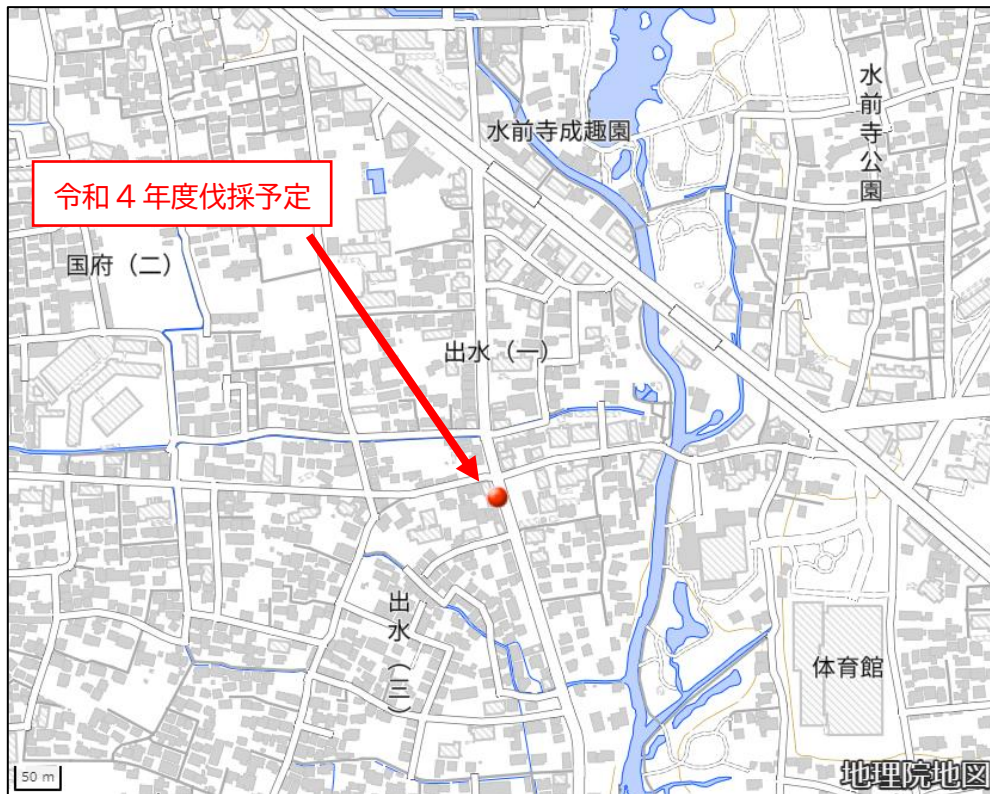 水前寺成趣園
水前寺公園
令和4年度伐採予定
国府（二）
出水（一）
出水（三）
体育館
50 m
地理院地図